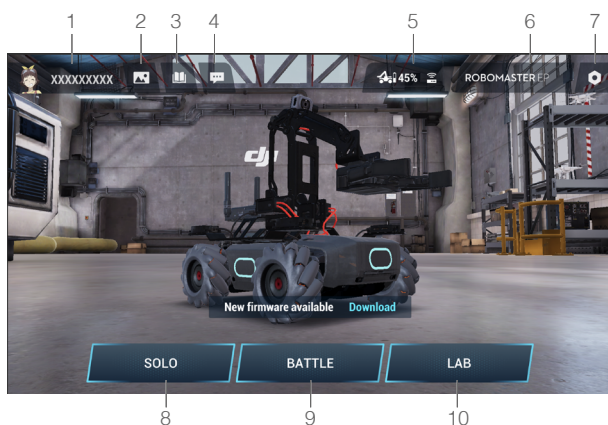 1 2 3 4 5 6 7
XXXXXXXXX 45% ROBOMASTER EP
dji
New firmware available Download
SOLO BATTLE LAB
8 9 10